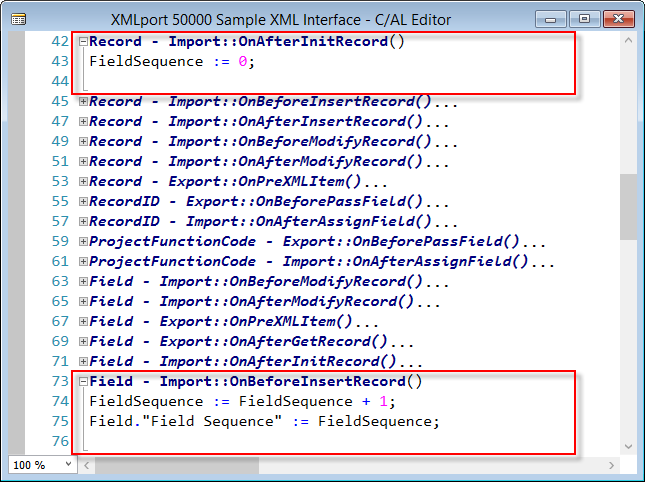 XMLport 50000 Sample XML Interface - C/AL Editor
42 Record - Import::OnAfterInitRecord()
43 FieldSequence := 0;
44
45 Record - Import::OnBeforeInsertRecord()...
47 Record - Import::OnAfterInsertRecord()...
49 Record - Import::OnBeforeModifyRecord()...
51 Record - Import::OnAfterModifyRecord()...
53 Record - Export::OnPreXMLItem()...
55 RecordID - Export::OnBeforePassField()...
57 RecordID - Import::OnAfterAssignField()...
59 ProjectFunctionCode - Export::OnBeforePassField()...
61 ProjectFunctionCode - Import::OnAfterAssignField()...
63 Field - Import::OnBeforeModifyRecord()...
65 Field - Import::OnAfterModifyRecord()...
67 Field - Export::OnPreXMLItem()...
69 Field - Export::OnAfterGetRecord()...
71 Field - Import::OnAfterInitRecord()...
73 Field - Import::OnBeforeInsertRecord()
74 FieldSequence := FieldSequence + 1;
75 Field."Field Sequence" := FieldSequence;
76
100 %